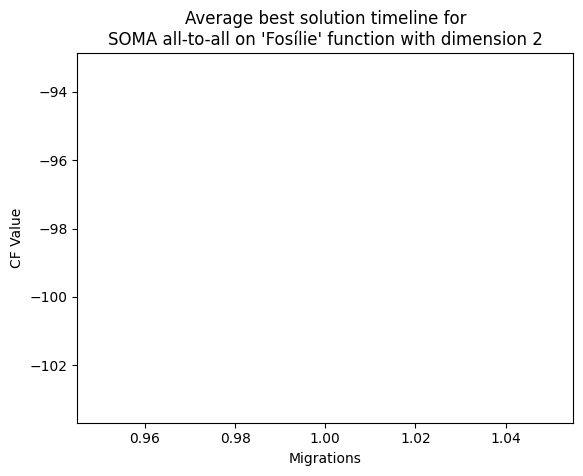 Average best solution timeline for
SOMA all-to-all on 'Fosílie' function with dimension 2
CF Value
−94
−96
−98
−100
−102
0.96 0.98 1.00 1.02 1.04
Migrations